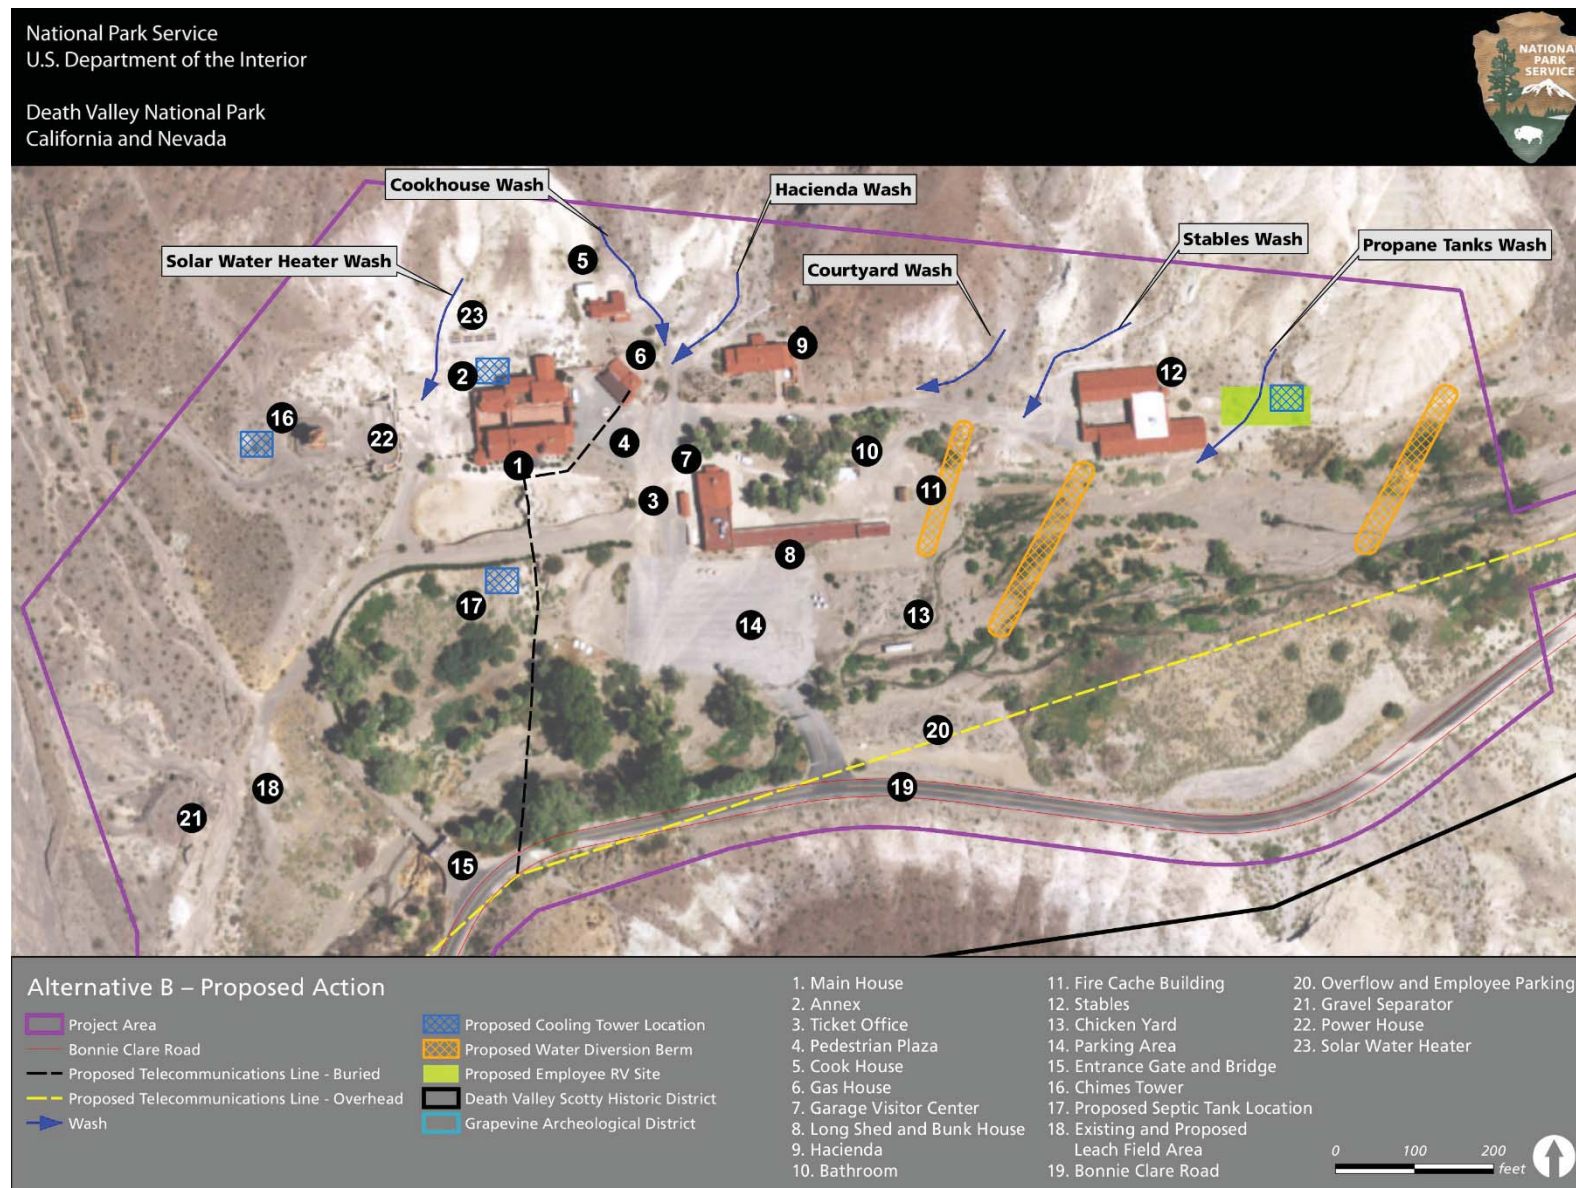 National Park Service
U.S. Department of the Interior
Death Valley National Park
California and Nevada
NATIONAL
PARK
SERVICE
Cookhouse Wash
Hacienda Wash
Solar Water Heater Wash
Courtyard Wash
Stables Wash
Propane Tanks Wash
5
23
6
9
2
12
16
22
4
7
10
1
3
11
8
17
13
14
20
18
19
21
15
Alternative B – Proposed Action
Project Area
Bonnie Clare Road
Proposed Telecommunications Line - Buried
Proposed Telecommunications Line - Overhead
Wash
Proposed Cooling Tower Location
Proposed Water Diversion Berm
Proposed Employee RV Site
Death Valley Scotty Historic District
Grapevine Archeological District
1. Main House
2. Annex
3. Ticket Office
4. Pedestrian Plaza
5. Cook House
6. Gas House
7. Garage Visitor Center
8. Long Shed and Bunk House
9. Hacienda
10. Bathroom
11. Fire Cache Building
12. Stables
13. Chicken Yard
14. Parking Area
15. Entrance Gate and Bridge
16. Chimes Tower
17. Proposed Septic Tank Location
18. Existing and Proposed
Leach Field Area
19. Bonnie Clare Road
20. Overflow and Employee Parking
21. Gravel Separator
22. Power House
23. Solar Water Heater
0 100 200
feet